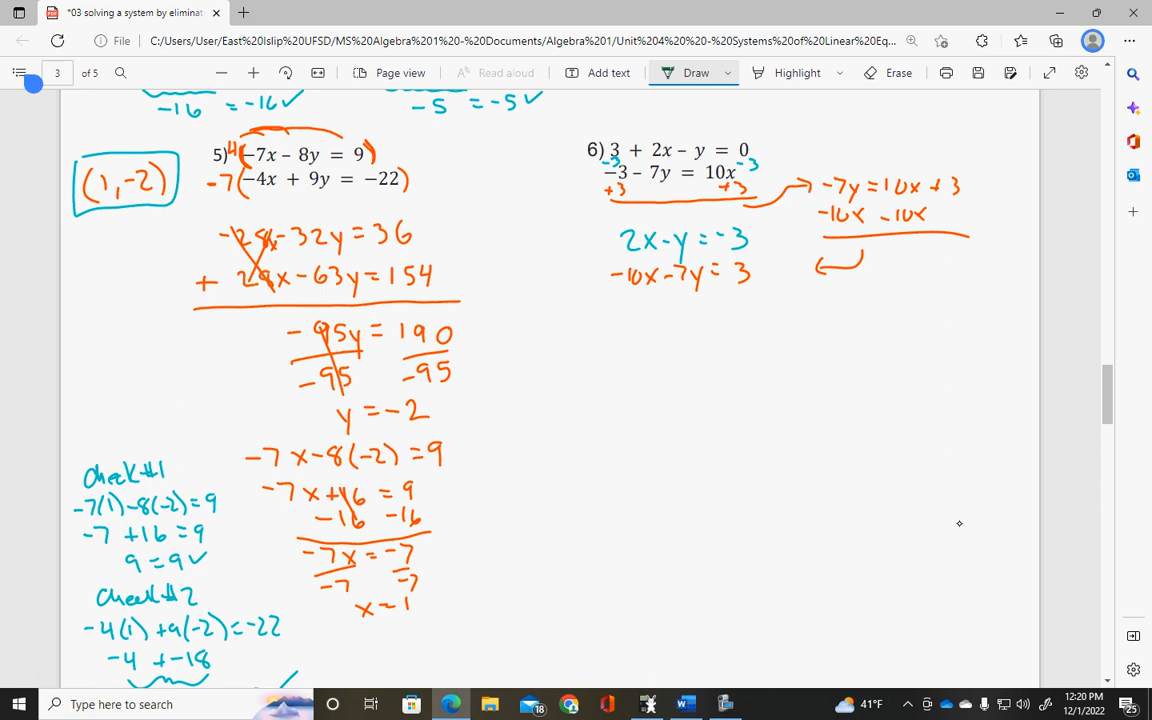 *03 solving a system by eliminat
File C:/Users/User/East%20Islip%20UFSD/MS%20Algebra%201%20-%20Documents/Algebra%201/Unit%204%20%20-%20Systems%20of%20Linear%20Eq...
3 of 5 Page view Read aloud Add text Draw Highlight Erase
-16 = -16✓ -5 = -5✓
(1,-2)
5) 4(-7x - 8y = 9)
-7(-4x + 9y = -22)
-28x-32y=36
+ 28x-63y=154
-95y = 190
-95 -95
y = -2
-7x-8(-2)=9
-7x+16 = 9
-16 -16
-7x = -7
-7 -7
x = 1
Check #1
-7(1)-8(-2)=9
-7 +16 = 9
9 = 9✓
Check #2
-4(1)+9(-2)=-22
-4 + -18
6) 3 + 2x - y = 0
-3 -3
-3 - 7y = 10x
+3 +3
-7y = 10x + 3
-10x -10x
2x-y = -3
-10x-7y = 3
Type here to search
18
41°F
12:20 PM
12/1/2022
25